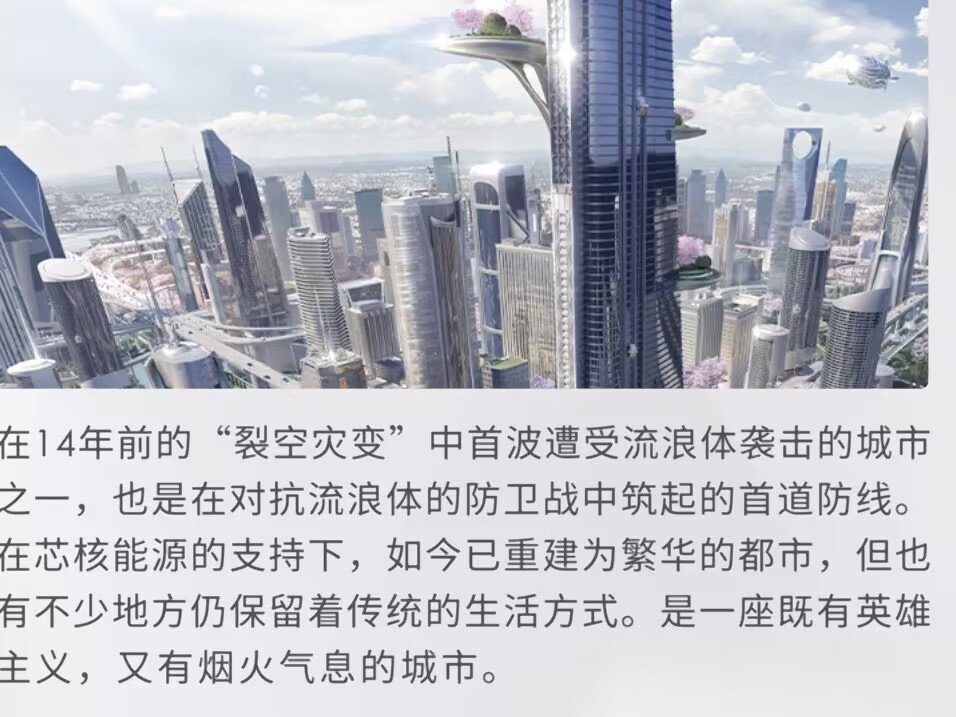 在14年前的“裂空灾变”中首波遭受流浪体袭击的城市
之一，也是在对抗流浪体的防卫战中筑起的首道防线。
在芯核能源的支持下，如今已重建为繁华的都市，但也
有不少地方仍保留着传统的生活方式。是一座既有英雄
主义，又有烟火气息的城市。